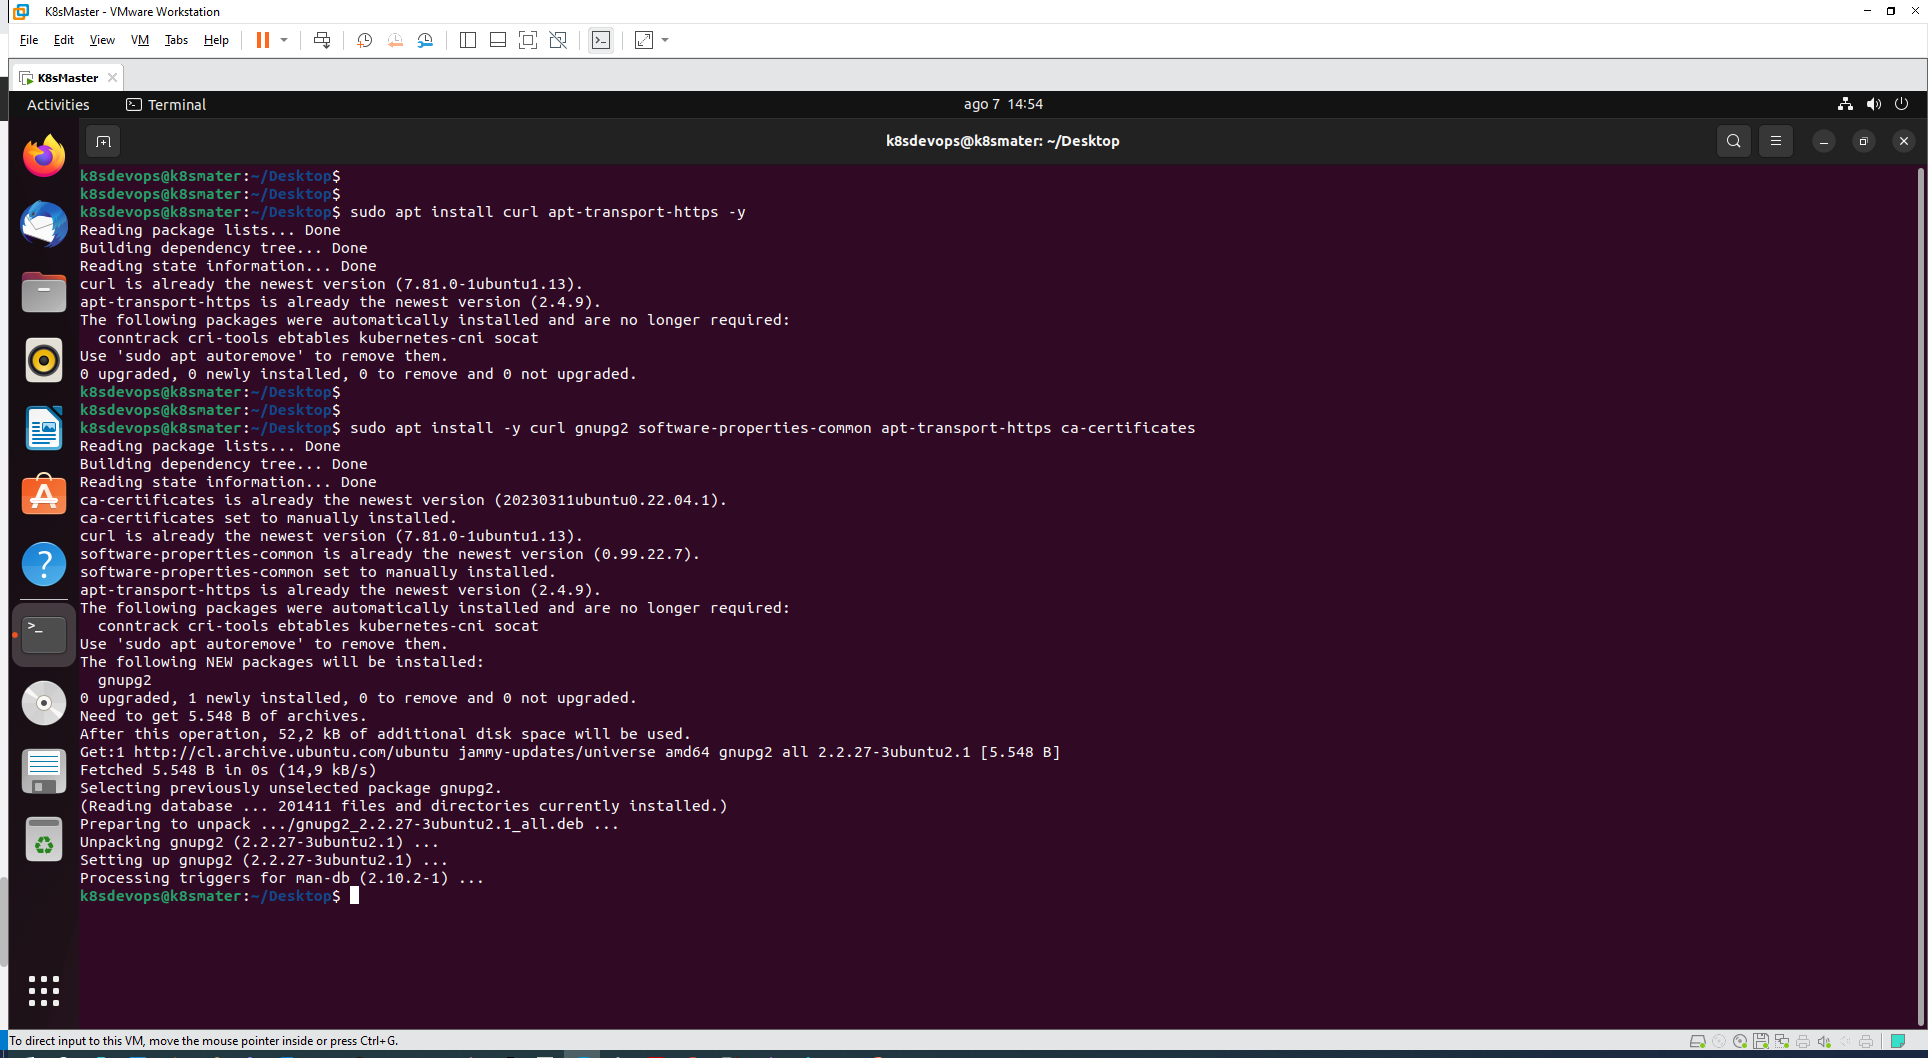 K8sMaster - VMware Workstation
File Edit View VM Tabs Help
K8sMaster
Activities Terminal ago 7 14:54
k8sdevops@k8smater: ~/Desktop
k8sdevops@k8smater:~/Desktop$
k8sdevops@k8smater:~/Desktop$
k8sdevops@k8smater:~/Desktop$ sudo apt install curl apt-transport-https -y
Reading package lists... Done
Building dependency tree... Done
Reading state information... Done
curl is already the newest version (7.81.0-1ubuntu1.13).
apt-transport-https is already the newest version (2.4.9).
The following packages were automatically installed and are no longer required:
  conntrack cri-tools ebtables kubernetes-cni socat
Use 'sudo apt autoremove' to remove them.
0 upgraded, 0 newly installed, 0 to remove and 0 not upgraded.
k8sdevops@k8smater:~/Desktop$
k8sdevops@k8smater:~/Desktop$
k8sdevops@k8smater:~/Desktop$ sudo apt install -y curl gnupg2 software-properties-common apt-transport-https ca-certificates
Reading package lists... Done
Building dependency tree... Done
Reading state information... Done
ca-certificates is already the newest version (20230311ubuntu0.22.04.1).
ca-certificates set to manually installed.
curl is already the newest version (7.81.0-1ubuntu1.13).
software-properties-common is already the newest version (0.99.22.7).
software-properties-common set to manually installed.
apt-transport-https is already the newest version (2.4.9).
The following packages were automatically installed and are no longer required:
  conntrack cri-tools ebtables kubernetes-cni socat
Use 'sudo apt autoremove' to remove them.
The following NEW packages will be installed:
  gnupg2
0 upgraded, 1 newly installed, 0 to remove and 0 not upgraded.
Need to get 5.548 B of archives.
After this operation, 52,2 kB of additional disk space will be used.
Get:1 http://cl.archive.ubuntu.com/ubuntu jammy-updates/universe amd64 gnupg2 all 2.2.27-3ubuntu2.1 [5.548 B]
Fetched 5.548 B in 0s (14,9 kB/s)
Selecting previously unselected package gnupg2.
(Reading database ... 201411 files and directories currently installed.)
Preparing to unpack .../gnupg2_2.2.27-3ubuntu2.1_all.deb ...
Unpacking gnupg2 (2.2.27-3ubuntu2.1) ...
Setting up gnupg2 (2.2.27-3ubuntu2.1) ...
Processing triggers for man-db (2.10.2-1) ...
k8sdevops@k8smater:~/Desktop$
To direct input to this VM, move the mouse pointer inside or press Ctrl+G.